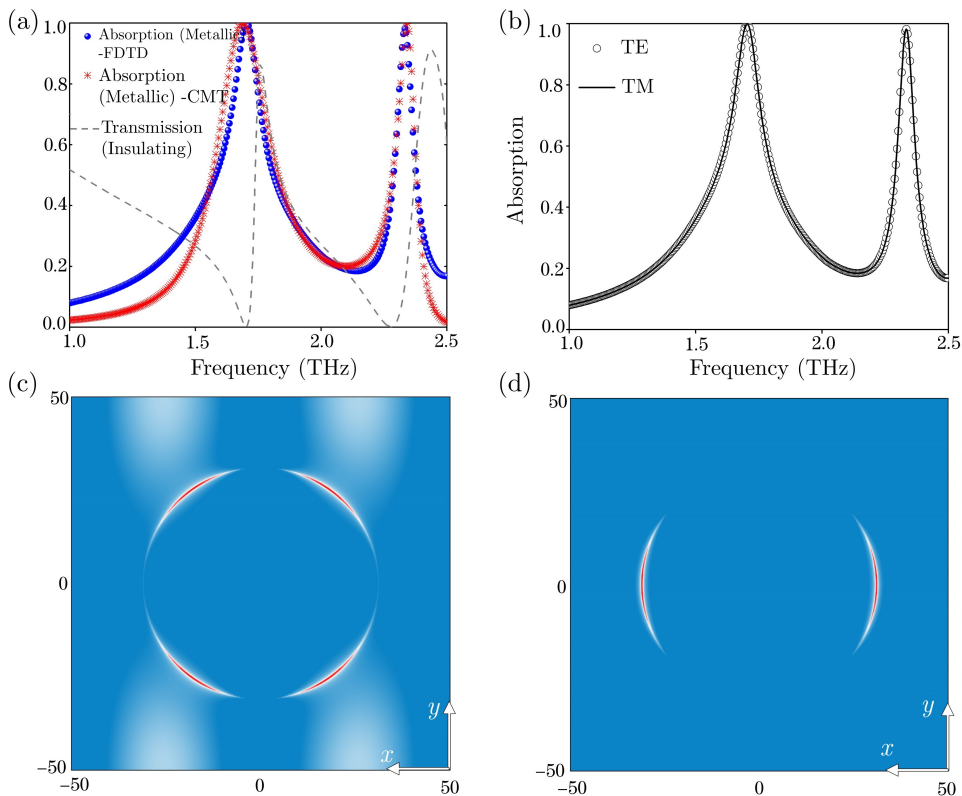 (a)
1.0
0.8
0.6
0.4
0.2
0.0
Absorption (Metallic)
-FDTD
Absorption
(Metallic) -CMT
Transmission
(Insulating)
1.0
1.5
2.0
2.5
Frequency (THz)
(b)
Absorption
1.0
0.8
0.6
0.4
0.2
0.0
TE
TM
1.0
1.5
2.0
2.5
Frequency (THz)
(c)
50
0
−50
y
x
−50
0
50
(d)
50
0
−50
y
x
−50
0
50